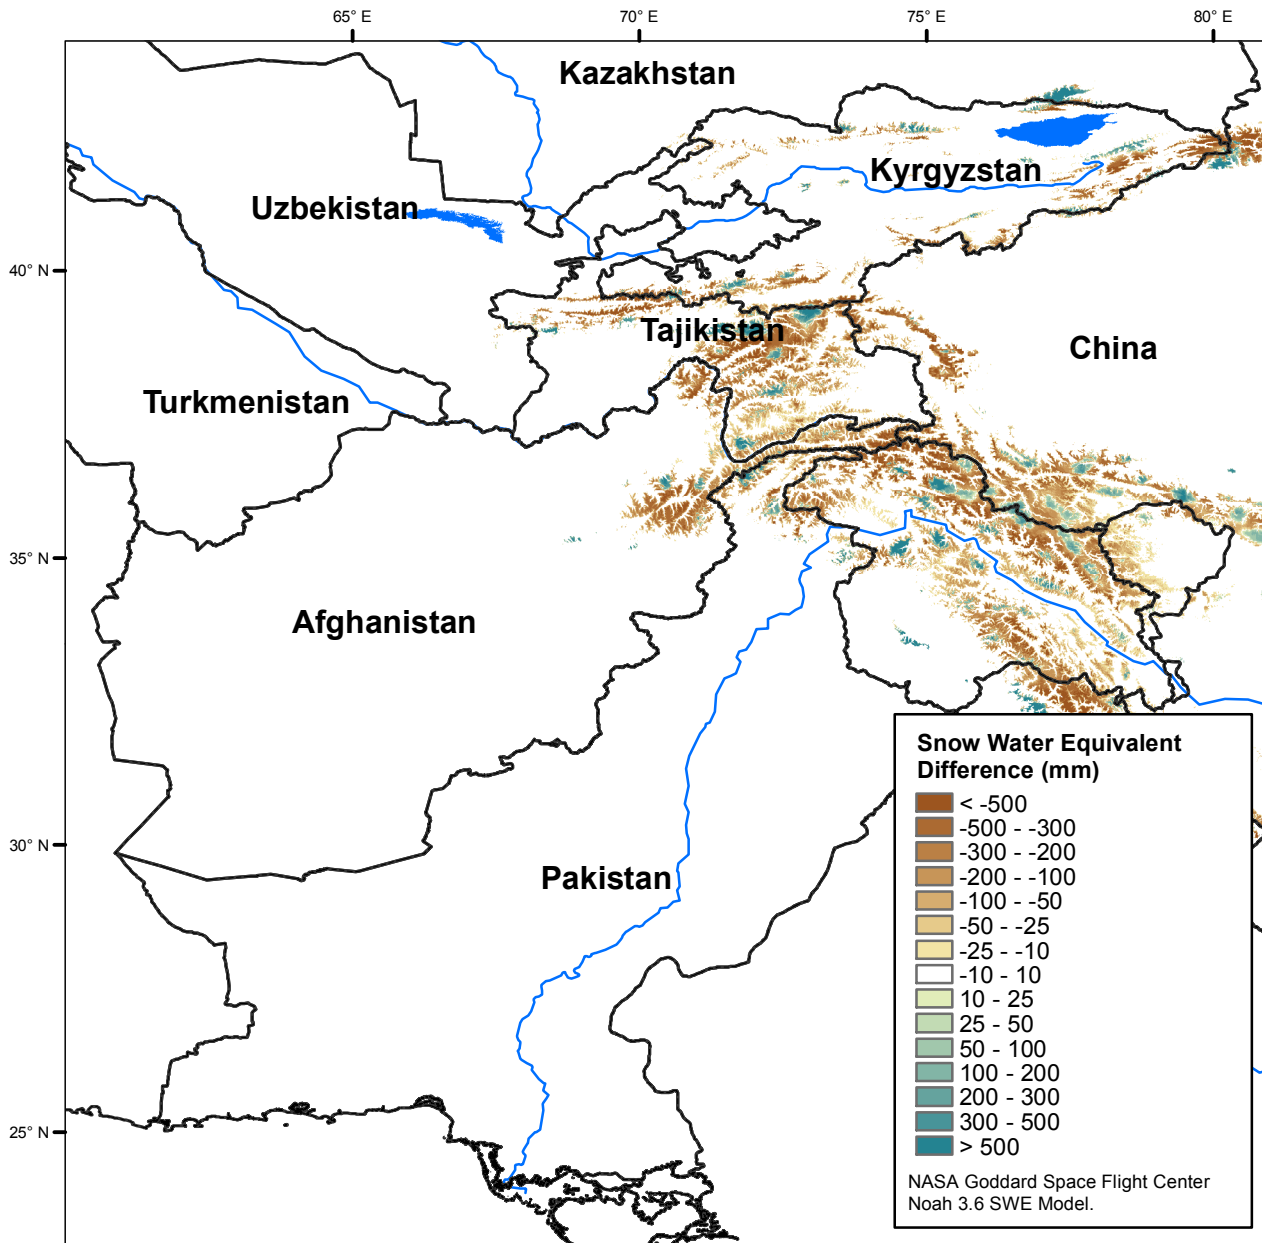 65° E
70° E
75° E
80° E
Kazakhstan
Kyrgyzstan
Uzbekistan
40° N
Tajikistan
China
Turkmenistan
35° N
Afghanistan
30° N
Pakistan
25° N
Snow Water Equivalent
Difference (mm)
< -500
-500 - -300
-300 - -200
-200 - -100
-100 - -50
-50 - -25
-25 - -10
-10 - 10
10 - 25
25 - 50
50 - 100
100 - 200
200 - 300
300 - 500
> 500
NASA Goddard Space Flight Center
Noah 3.6 SWE Model.